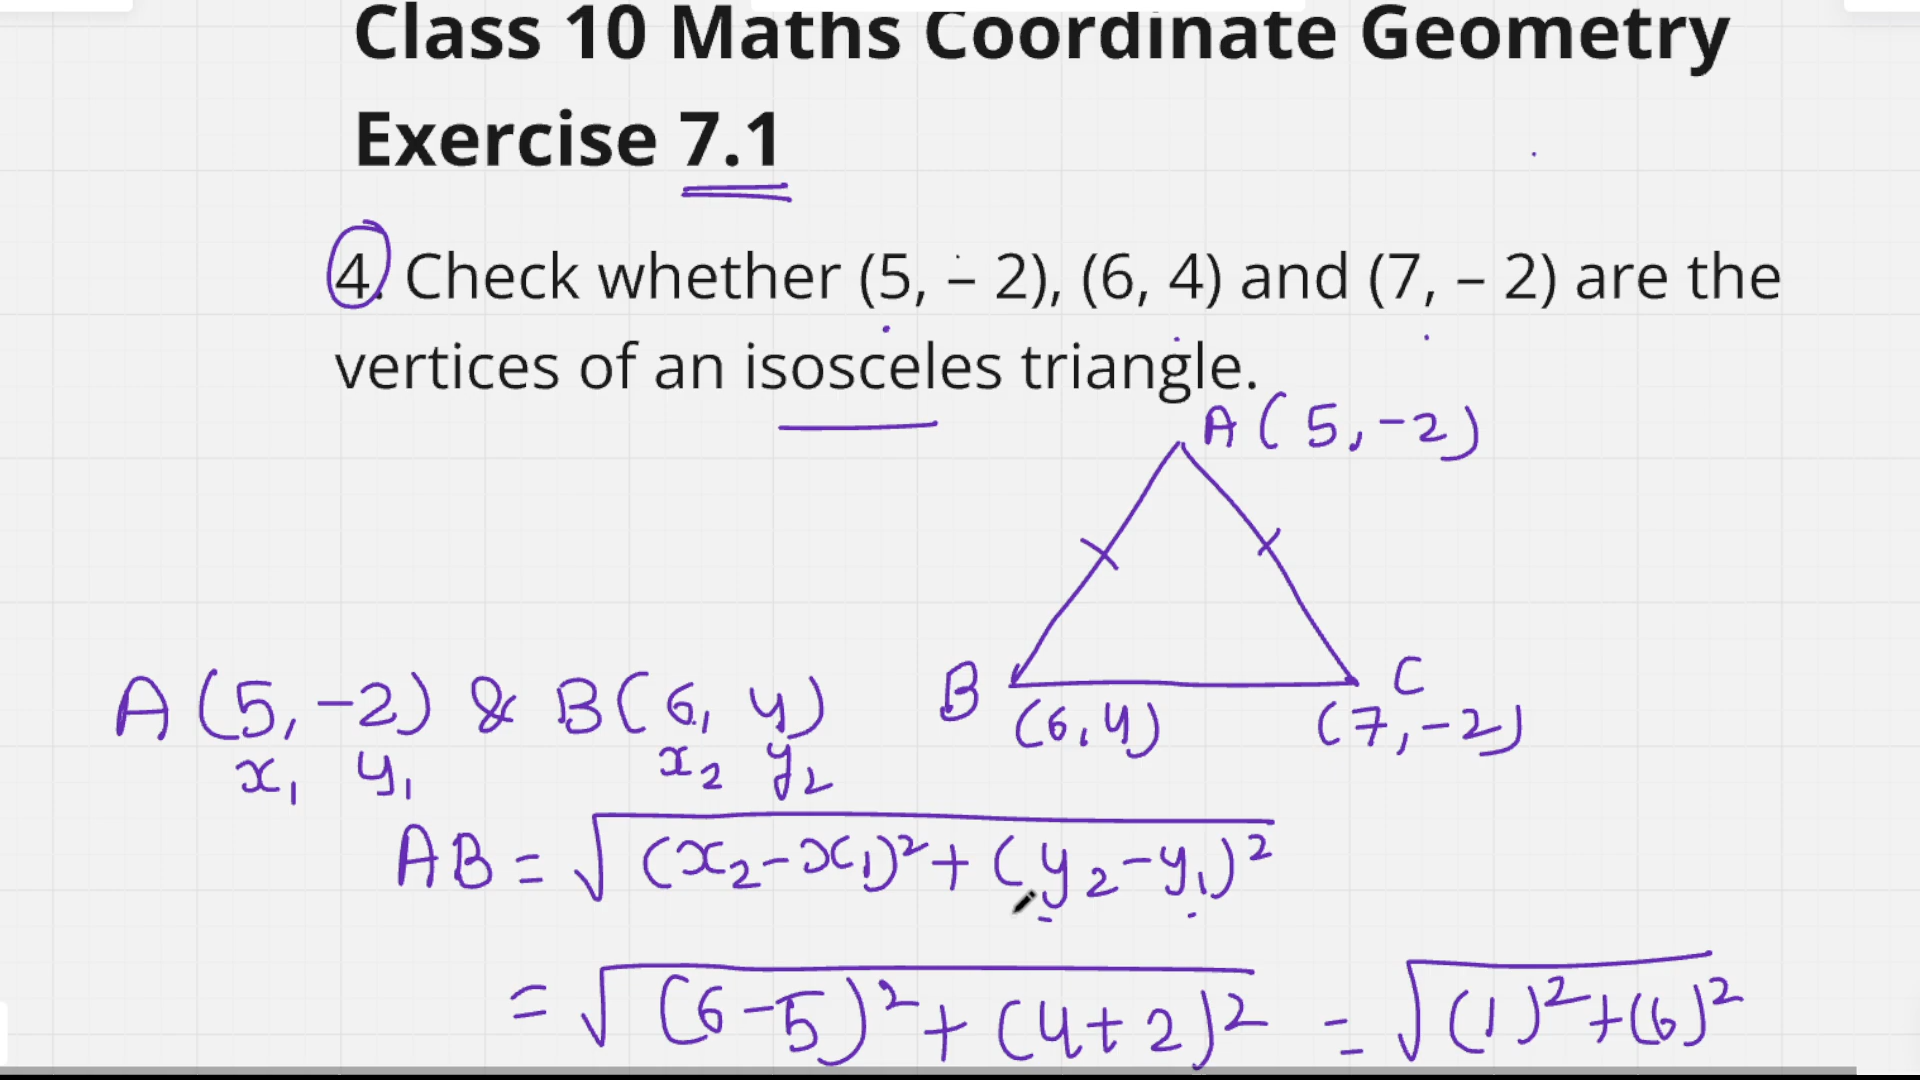 Class 10 Maths Coordinate Geometry
Exercise 7.1
4. Check whether (5, – 2), (6, 4) and (7, – 2) are the
vertices of an isosceles triangle.
A(5,-2)
B
(6,4)
C
(7,-2)
A(5,-2) & B(6, 4)
x₁ y₁ x₂ y₂
AB = √(x₂-x₁)²+(y₂-y₁)²
= √(6-5)²+(4+2)² = √(1)²+(6)²